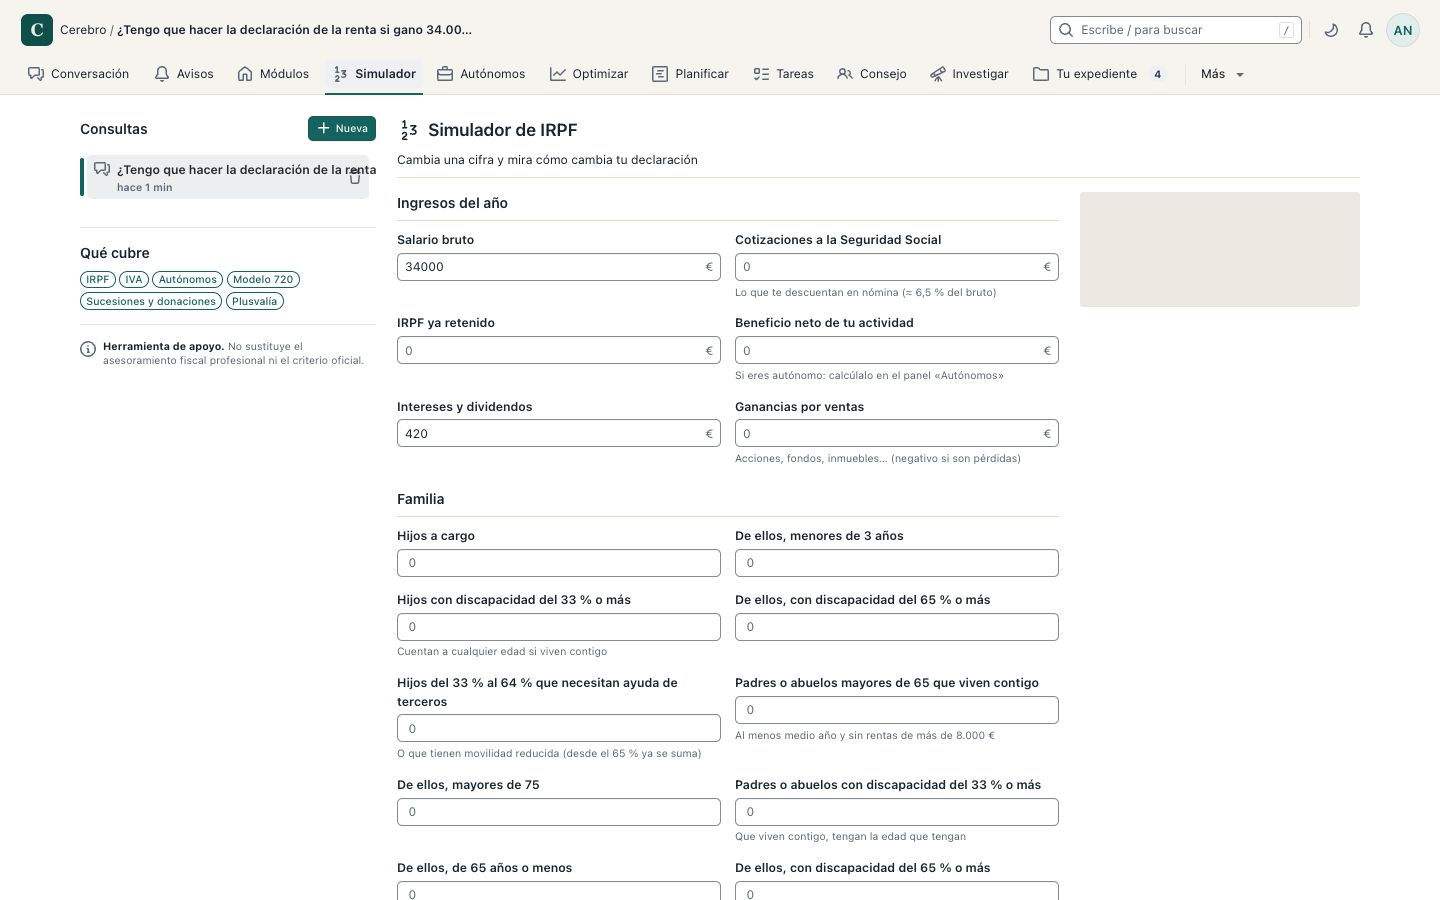 C Cerebro / ¿Tengo que hacer la declaración de la renta si gano 34.00...
Escribe / para buscar /
AN
Conversación Avisos Módulos Simulador Autónomos Optimizar Planificar Tareas Consejo Investigar Tu expediente 4 Más
Consultas
Nueva
¿Tengo que hacer la declaración de la renta
hace 1 min
Qué cubre
IRPF IVA Autónomos Modelo 720
Sucesiones y donaciones Plusvalía
Herramienta de apoyo. No sustituye el
asesoramiento fiscal profesional ni el criterio oficial.
Simulador de IRPF
Cambia una cifra y mira cómo cambia tu declaración
Ingresos del año
Salario bruto
34000 €
Cotizaciones a la Seguridad Social
0 €
Lo que te descuentan en nómina (≈ 6,5 % del bruto)
IRPF ya retenido
0 €
Beneficio neto de tu actividad
0 €
Si eres autónomo: calcúlalo en el panel «Autónomos»
Intereses y dividendos
420 €
Ganancias por ventas
0 €
Acciones, fondos, inmuebles... (negativo si son pérdidas)
Familia
Hijos a cargo
0
De ellos, menores de 3 años
0
Hijos con discapacidad del 33 % o más
0
Cuentan a cualquier edad si viven contigo
De ellos, con discapacidad del 65 % o más
0
Hijos del 33 % al 64 % que necesitan ayuda de
terceros
0
O que tienen movilidad reducida (desde el 65 % ya se suma)
Padres o abuelos mayores de 65 que viven contigo
0
Al menos medio año y sin rentas de más de 8.000 €
De ellos, mayores de 75
0
Padres o abuelos con discapacidad del 33 % o más
0
Que viven contigo, tengan la edad que tengan
De ellos, de 65 años o menos
0
De ellos, con discapacidad del 65 % o más
0